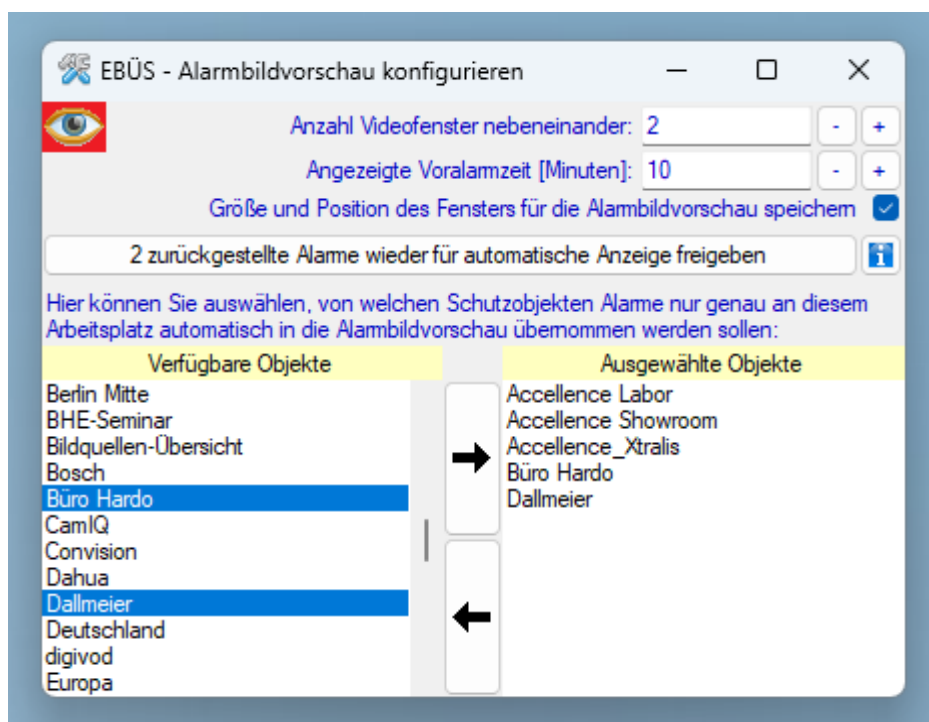 EBÜS - Alarmbildvorschau konfigurieren
Anzahl Videofenster nebeneinander: 2 - +
Angezeigte Voralarmzeit [Minuten]: 10 - +
Größe und Position des Fensters für die Alarmbildvorschau speichern
2 zurückgestellte Alarme wieder für automatische Anzeige freigeben
Hier können Sie auswählen, von welchen Schutzobjekten Alarme nur genau an diesem
Arbeitsplatz automatisch in die Alarmbildvorschau übernommen werden sollen:
Verfügbare Objekte
Berlin Mitte
BHE-Seminar
Bildquellen-Übersicht
Bosch
Büro Hardo
CamIQ
Convision
Dahua
Dallmeier
Deutschland
digivod
Europa
Ausgewählte Objekte
Accellence Labor
Accellence Showroom
Accellence_Xtralis
Büro Hardo
Dallmeier